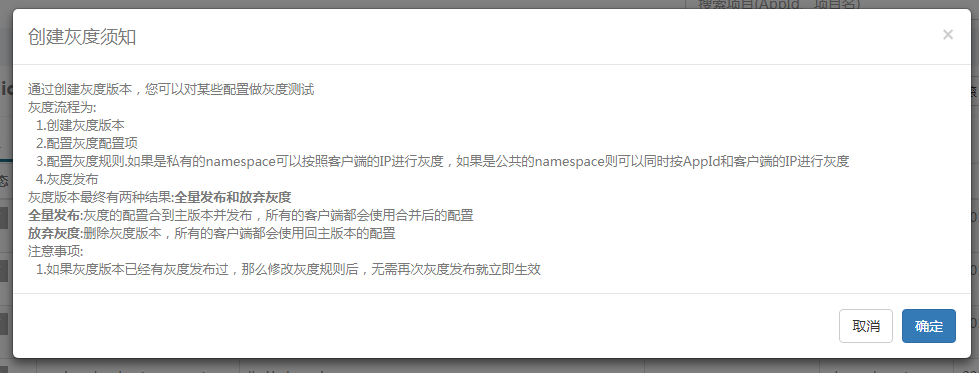 搜索项目(AppId、项目名)
创建灰度须知
×
通过创建灰度版本，您可以对某些配置做灰度测试
灰度流程为:
1.创建灰度版本
2.配置灰度配置项
3.配置灰度规则.如果是私有的namespace可以按照客户端的IP进行灰度，如果是公共的namespace则可以同时按AppId和客户端的IP进行灰度
4.灰度发布
灰度版本最终有两种结果:全量发布和放弃灰度
全量发布:灰度的配置合到主版本并发布，所有的客户端都会使用合并后的配置
放弃灰度:删除灰度版本，所有的客户端都会使用回主版本的配置
注意事项:
1.如果灰度版本已经有灰度发布过，那么修改灰度规则后，无需再次灰度发布就立即生效
取消 确定